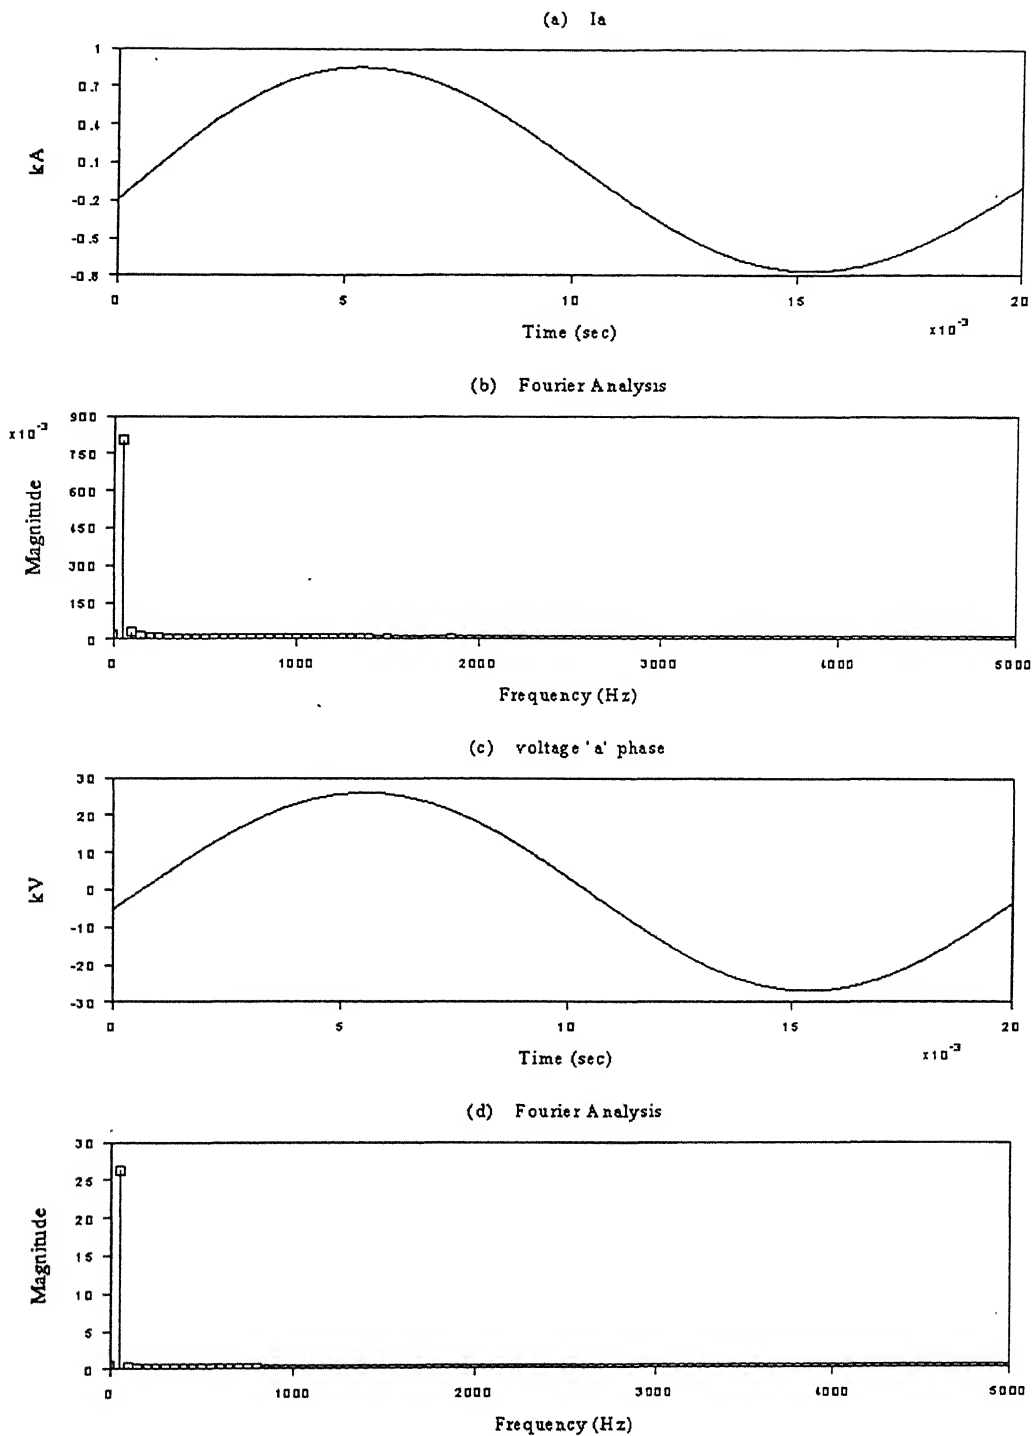 (a) Ia
1
0.7
0.4
0.1
-0.2
-0.5
-0.8
kA
0 5 10 15 20
Time (sec)
x10^-3
(b) Fourier Analysis
x10^-3
900
750
600
450
300
150
0
Magnitude
0 1000 2000 3000 4000 5000
Frequency (Hz)
(c) voltage 'a' phase
30
20
10
0
-10
-20
-30
kV
0 5 10 15 20
Time (sec)
x10^-3
(d) Fourier Analysis
30
25
20
15
10
5
0
Magnitude
0 1000 2000 3000 4000 5000
Frequency (Hz)